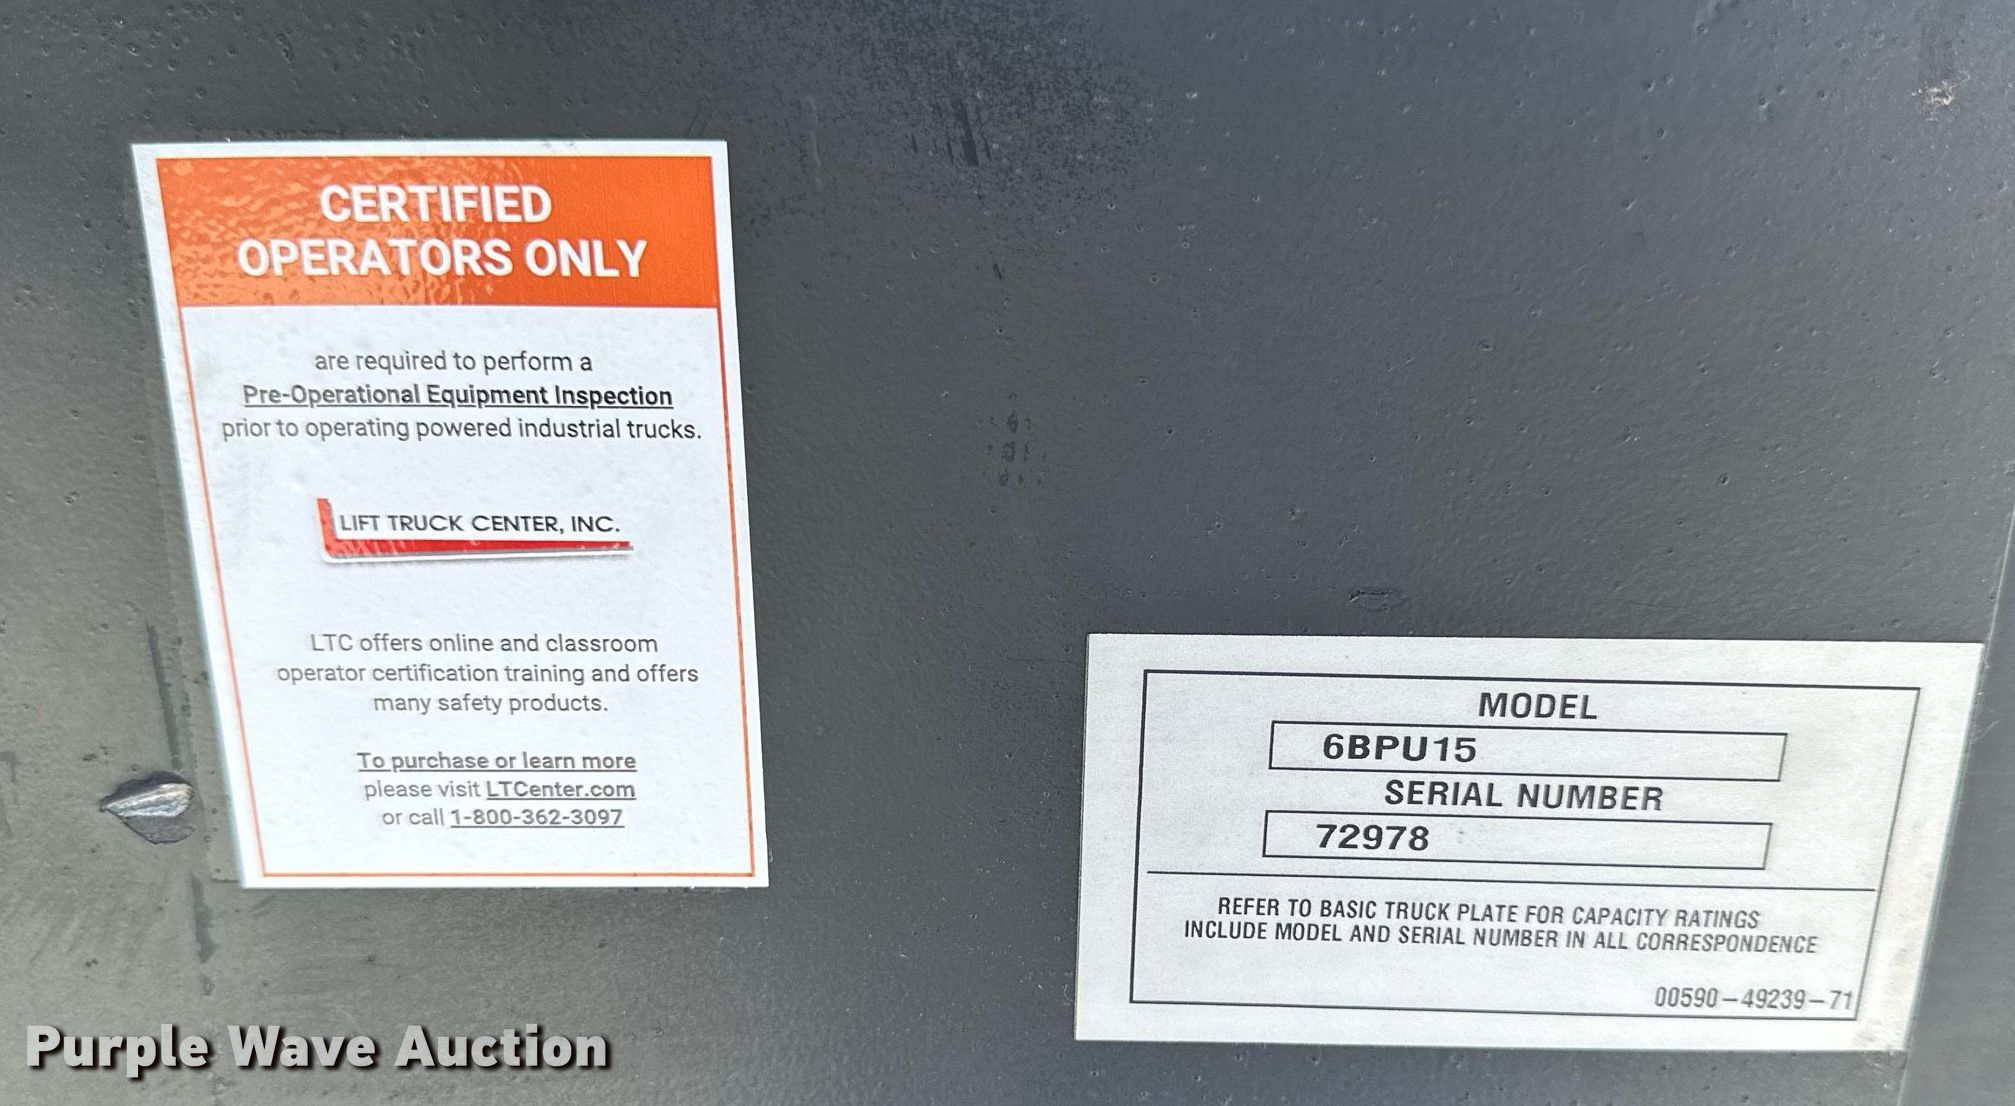 CERTIFIED
OPERATORS ONLY
are required to perform a
Pre-Operational Equipment Inspection
prior to operating powered industrial trucks.
LIFT TRUCK CENTER, INC.
LTC offers online and classroom
operator certification training and offers
many safety products.
To purchase or learn more
please visit LTCenter.com
or call 1-800-362-3097
MODEL
6BPU15
SERIAL NUMBER
72978
REFER TO BASIC TRUCK PLATE FOR CAPACITY RATINGS
INCLUDE MODEL AND SERIAL NUMBER IN ALL CORRESPONDENCE
00590-49239-71
Purple Wave Auction